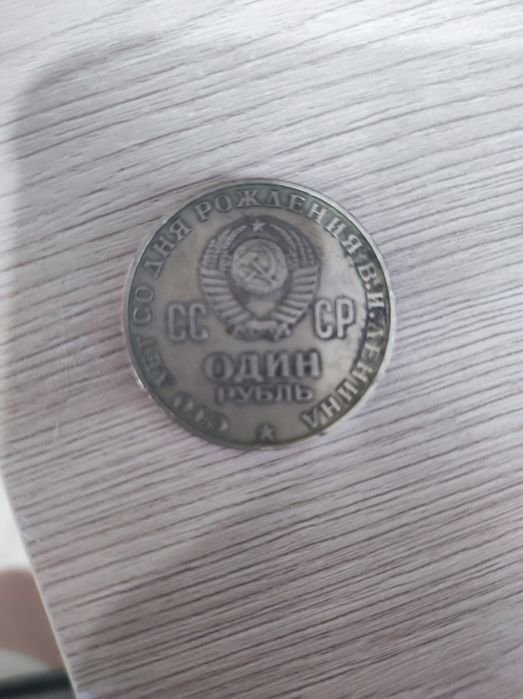 СТО ЛЕТ СО ДНЯ РОЖДЕНИЯ В.И.ЛЕНИНА
СС СР
ОДИН
РУБЛЬ